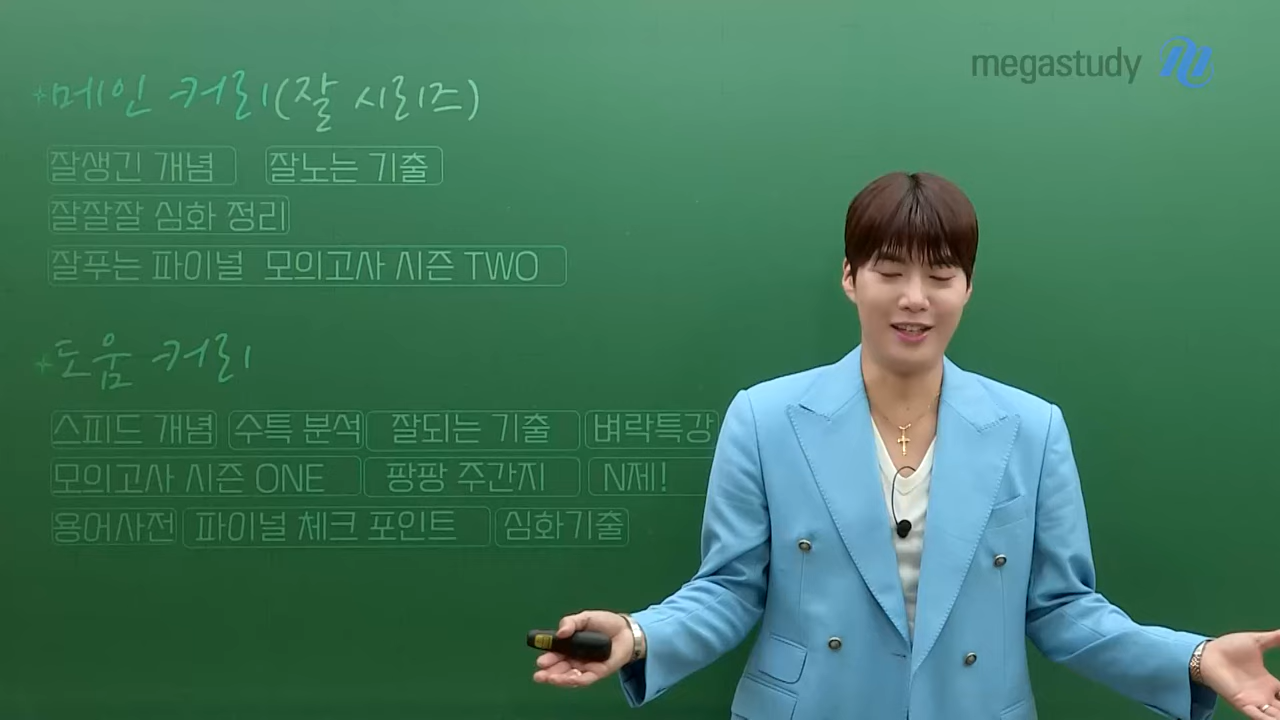 megastudy
메인 커리(잘 시리즈)
잘생긴 개념 잘노는 기출
잘잘잘 심화 정리
잘푸는 파이널 모의고사 시즌 TWO
도움 커리
스피드 개념 수특 분석 잘되는 기출 벼락특강
모의고사 시즌 ONE 팡팡 주간지 N제!
용어사전 파이널 체크 포인트 심화기출